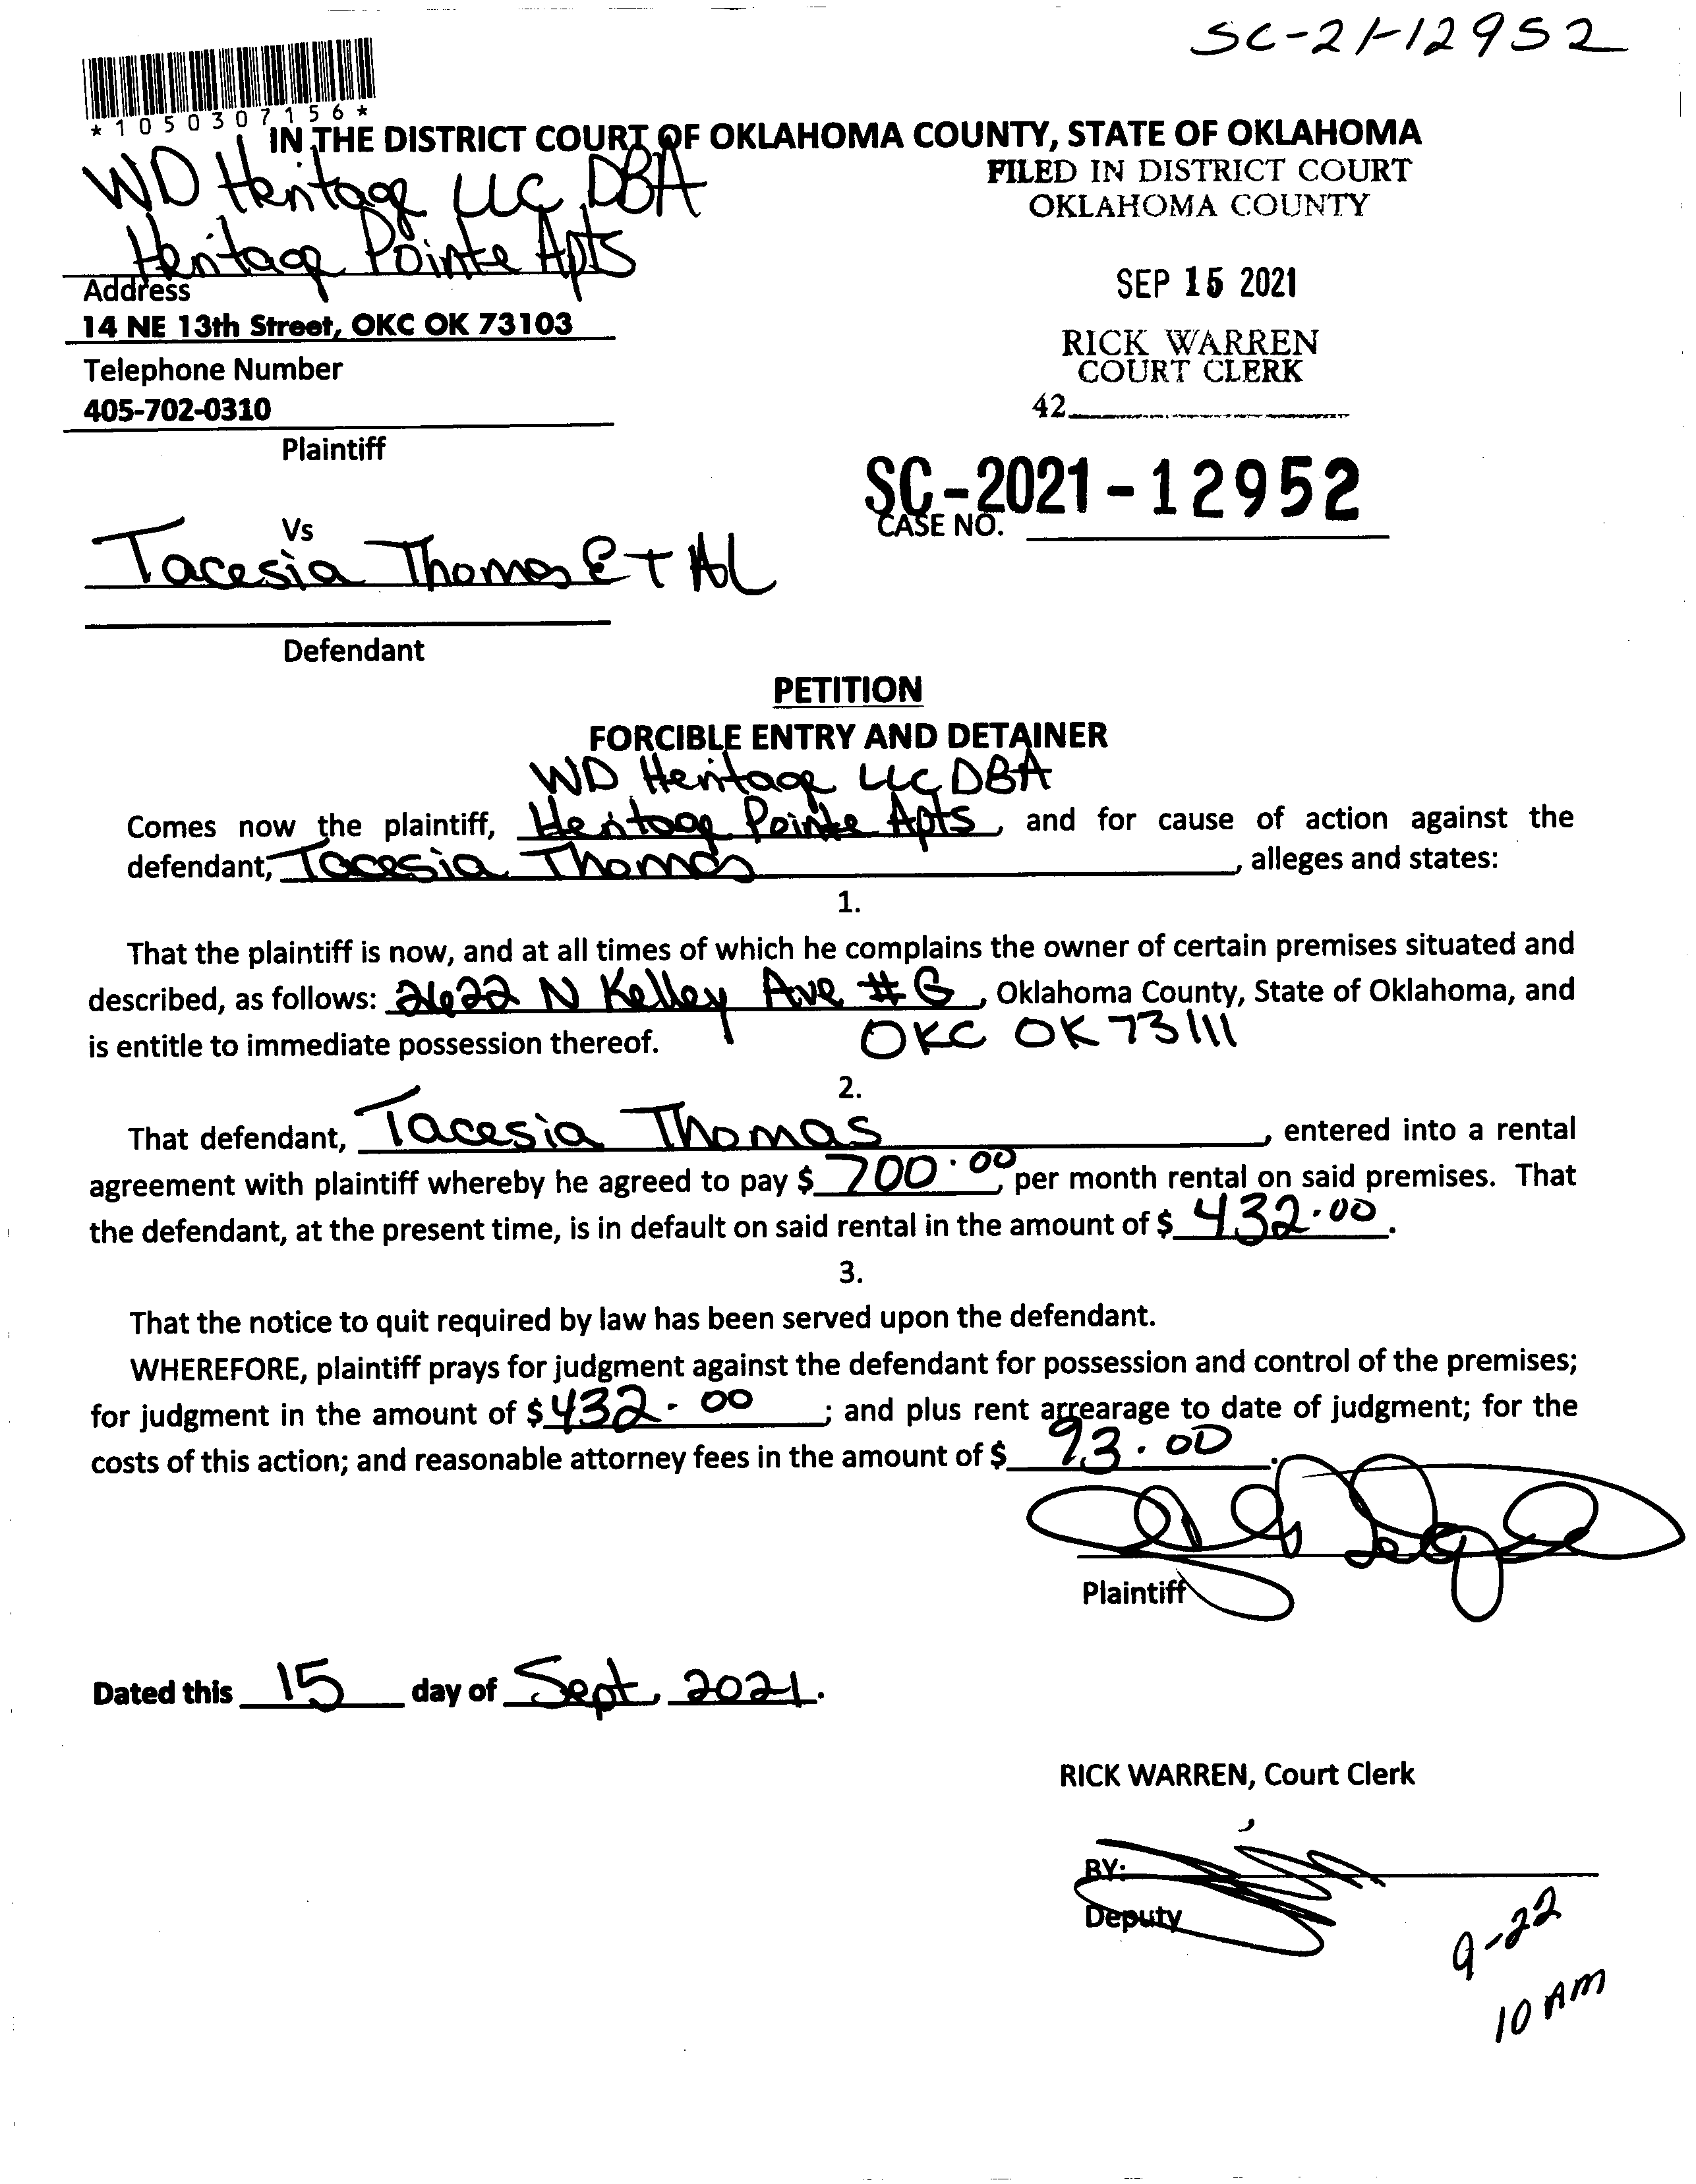 SC-21-12952
*1050307156*
IN THE DISTRICT COURT OF OKLAHOMA COUNTY, STATE OF OKLAHOMA
WD Heritage LLC DBA
Heritage Pointe Apts
FILED IN DISTRICT COURT
OKLAHOMA COUNTY
SEP 15 2021
RICK WARREN
COURT CLERK
42
Address
14 NE 13th Street, OKC OK 73103
Telephone Number
405-702-0310
Plaintiff
SC-2021-12952
CASE NO.
Vs
Tacesia Thomas ET AL
Defendant
PETITION
FORCIBLE ENTRY AND DETAINER
WD Heritage LLC DBA
Comes now the plaintiff, Heritage Pointe Apts, and for cause of action against the
defendant, Tacesia Thomas, alleges and states:
1.
That the plaintiff is now, and at all times of which he complains the owner of certain premises situated and
described, as follows: 2622 N Kelley Ave # G, Oklahoma County, State of Oklahoma, and
is entitle to immediate possession thereof. OKC OK 73111
2.
That defendant, Tacesia Thomas, entered into a rental
agreement with plaintiff whereby he agreed to pay $ 700.00, per month rental on said premises. That
the defendant, at the present time, is in default on said rental in the amount of $ 432.00.
3.
That the notice to quit required by law has been served upon the defendant.
WHEREFORE, plaintiff prays for judgment against the defendant for possession and control of the premises;
for judgment in the amount of $ 432.00; and plus rent arrearage to date of judgment; for the
costs of this action; and reasonable attorney fees in the amount of $ 93.00.
Plaintiff
Dated this 15 day of Sept, 2021.
RICK WARREN, Court Clerk
BY:
Deputy
9-22
10 AM